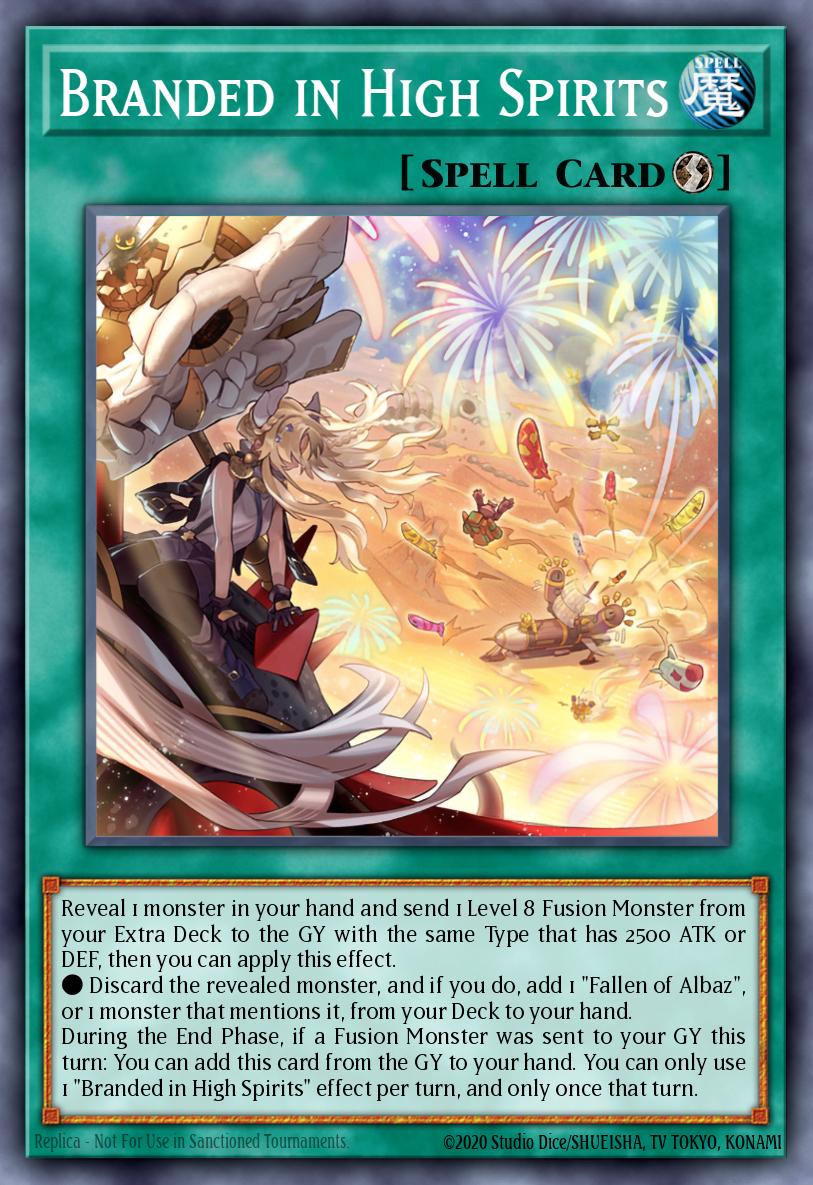 BRANDED IN HIGH SPIRITS
SPELL
魔
[SPELL CARD]
Reveal 1 monster in your hand and send 1 Level 8 Fusion Monster from
your Extra Deck to the GY with the same Type that has 2500 ATK or
DEF, then you can apply this effect.
● Discard the revealed monster, and if you do, add 1 "Fallen of Albaz",
or 1 monster that mentions it, from your Deck to your hand.
During the End Phase, if a Fusion Monster was sent to your GY this
turn: You can add this card from the GY to your hand. You can only use
1 "Branded in High Spirits" effect per turn, and only once that turn.
Replica - Not For Use in Sanctioned Tournaments.
©2020 Studio Dice/SHUEISHA, TV TOKYO, KONAMI